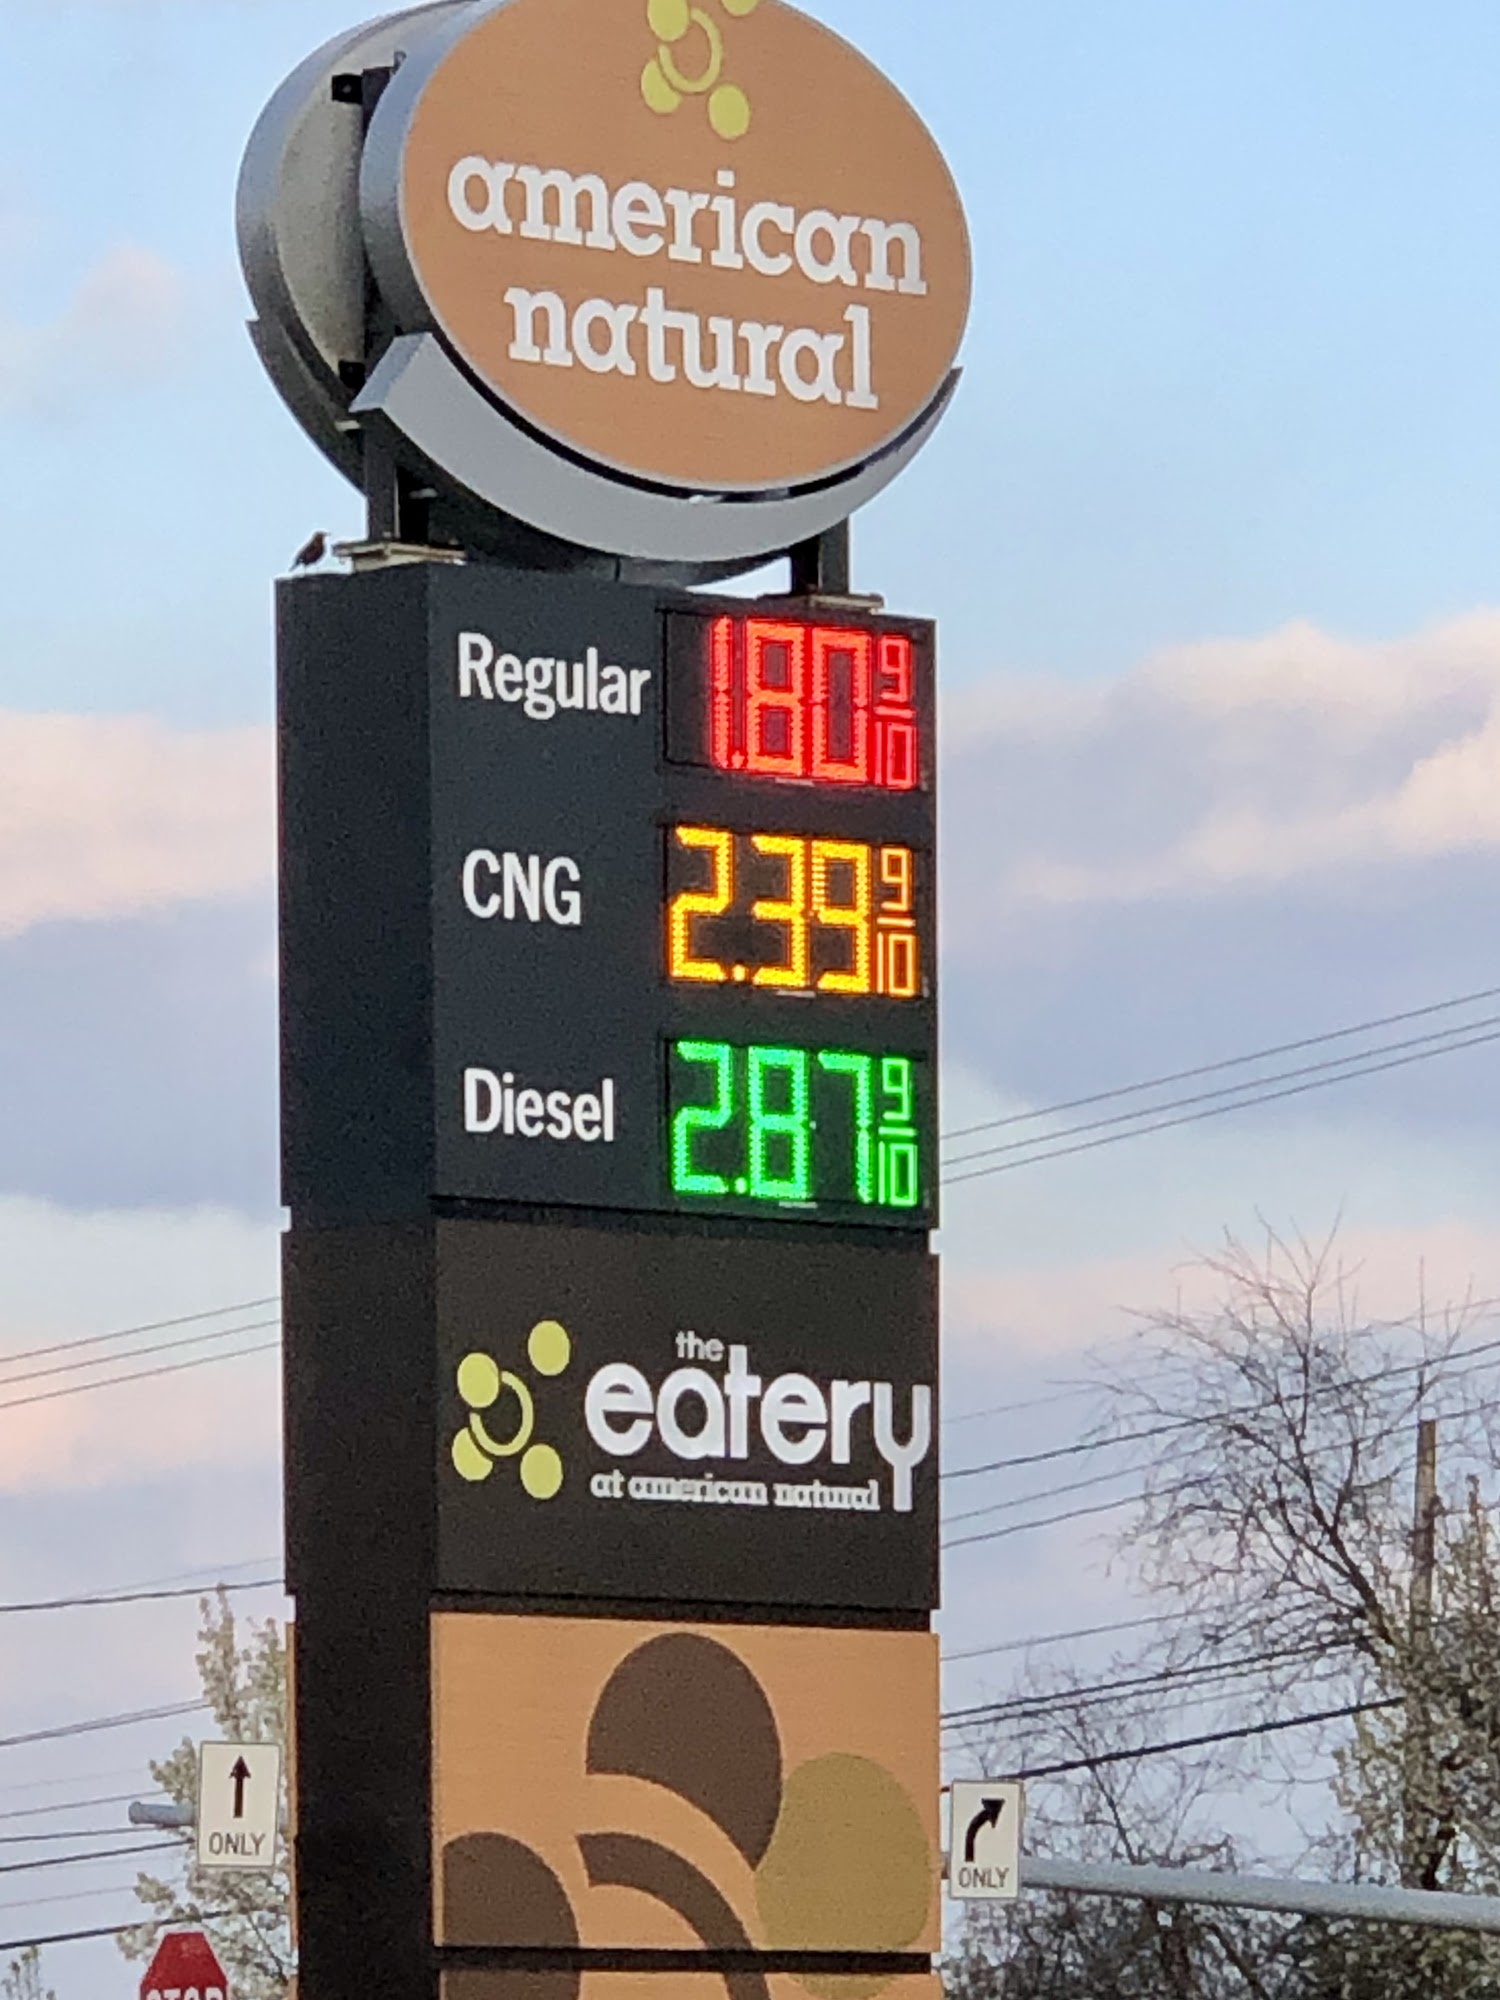 american
natural
Regular 1.80 9/10
CNG 2.39 9/10
Diesel 2.87 9/10
the
eatery
at american natural
ONLY
ONLY
STOP